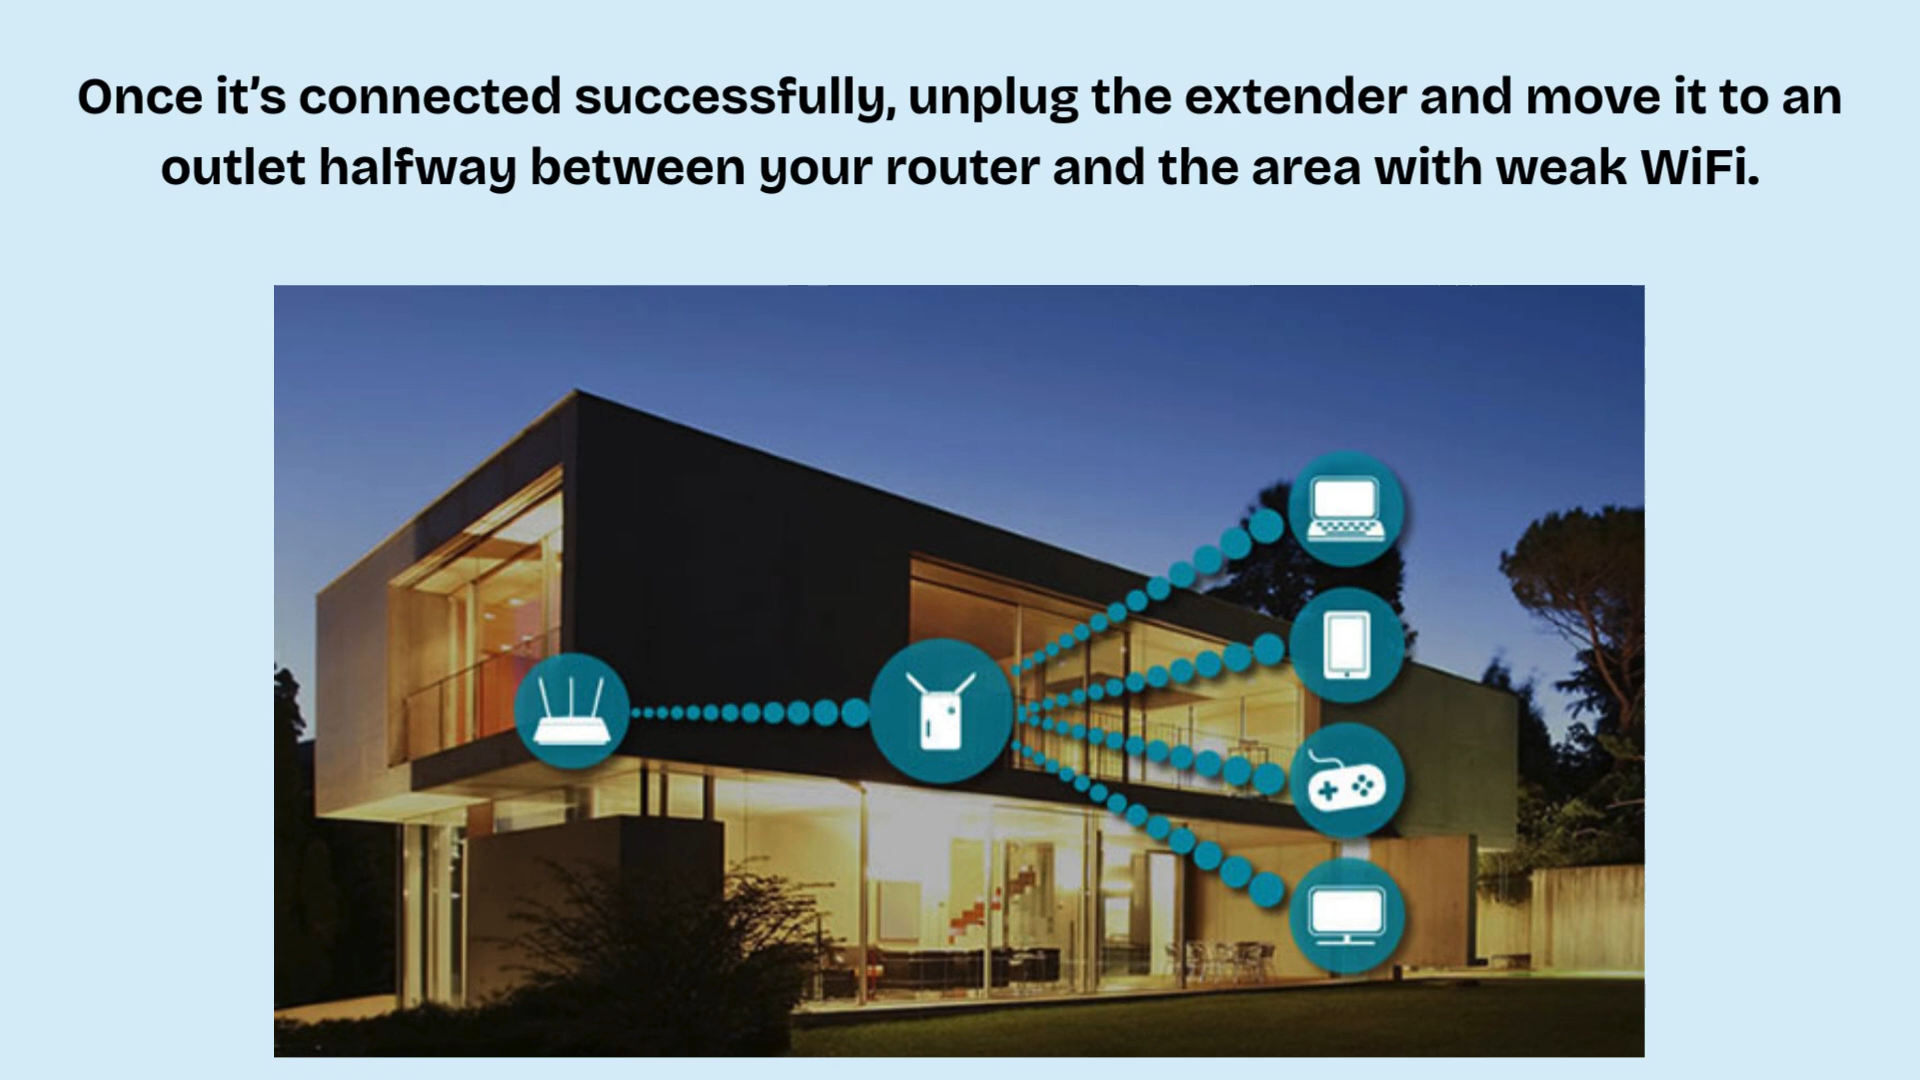 Once it’s connected successfully, unplug the extender and move it to an
outlet halfway between your router and the area with weak WiFi.